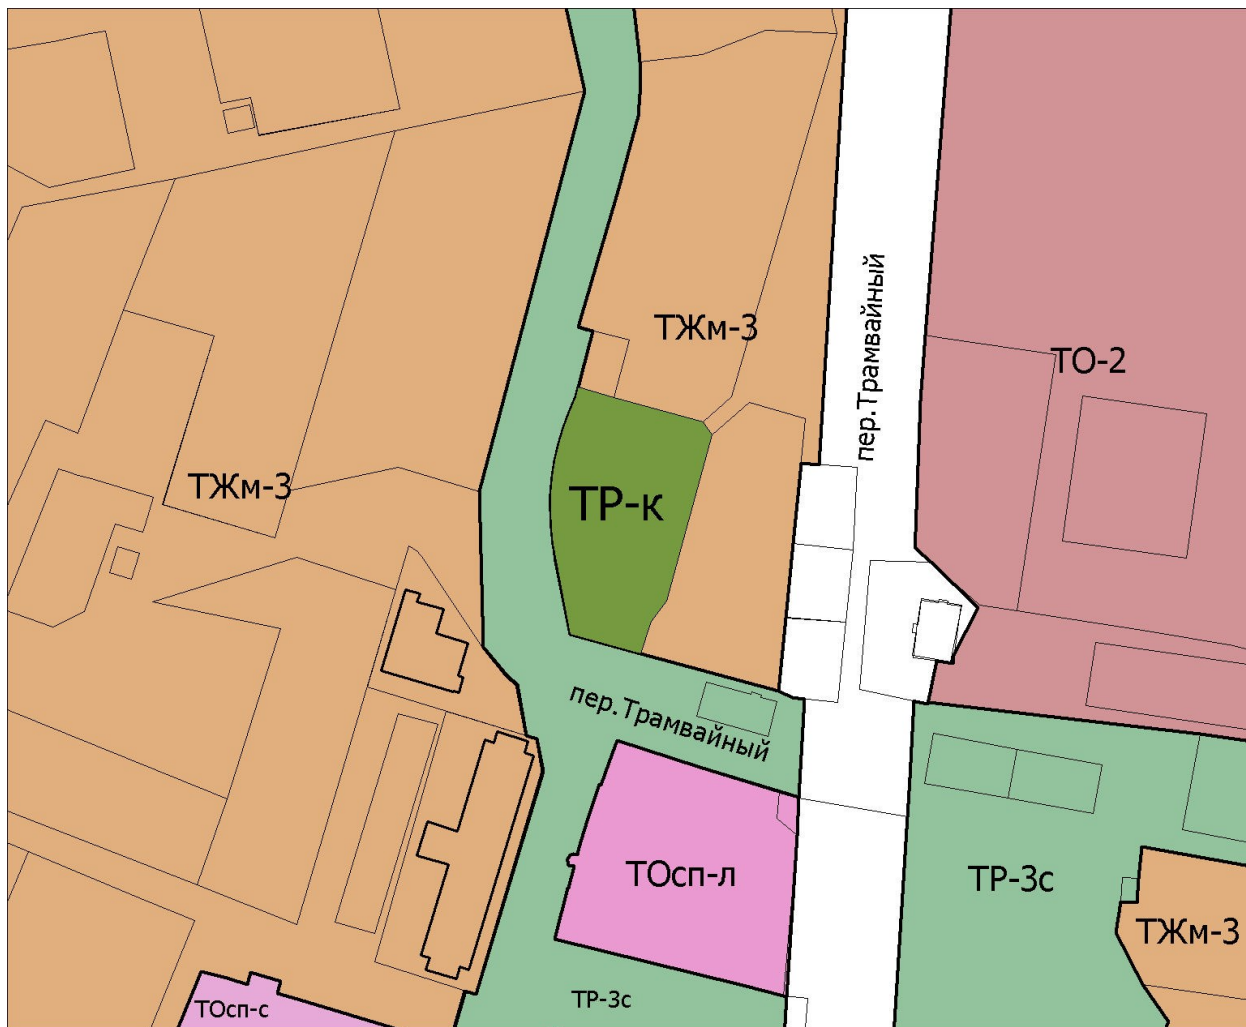 ТЖм-3
пер.Трамвайный
ТО-2
ТЖм-3
ТР-к
пер.Трамвайный
ТОсп-л
ТР-3с
ТЖм-3
ТОсп-с
ТР-3с